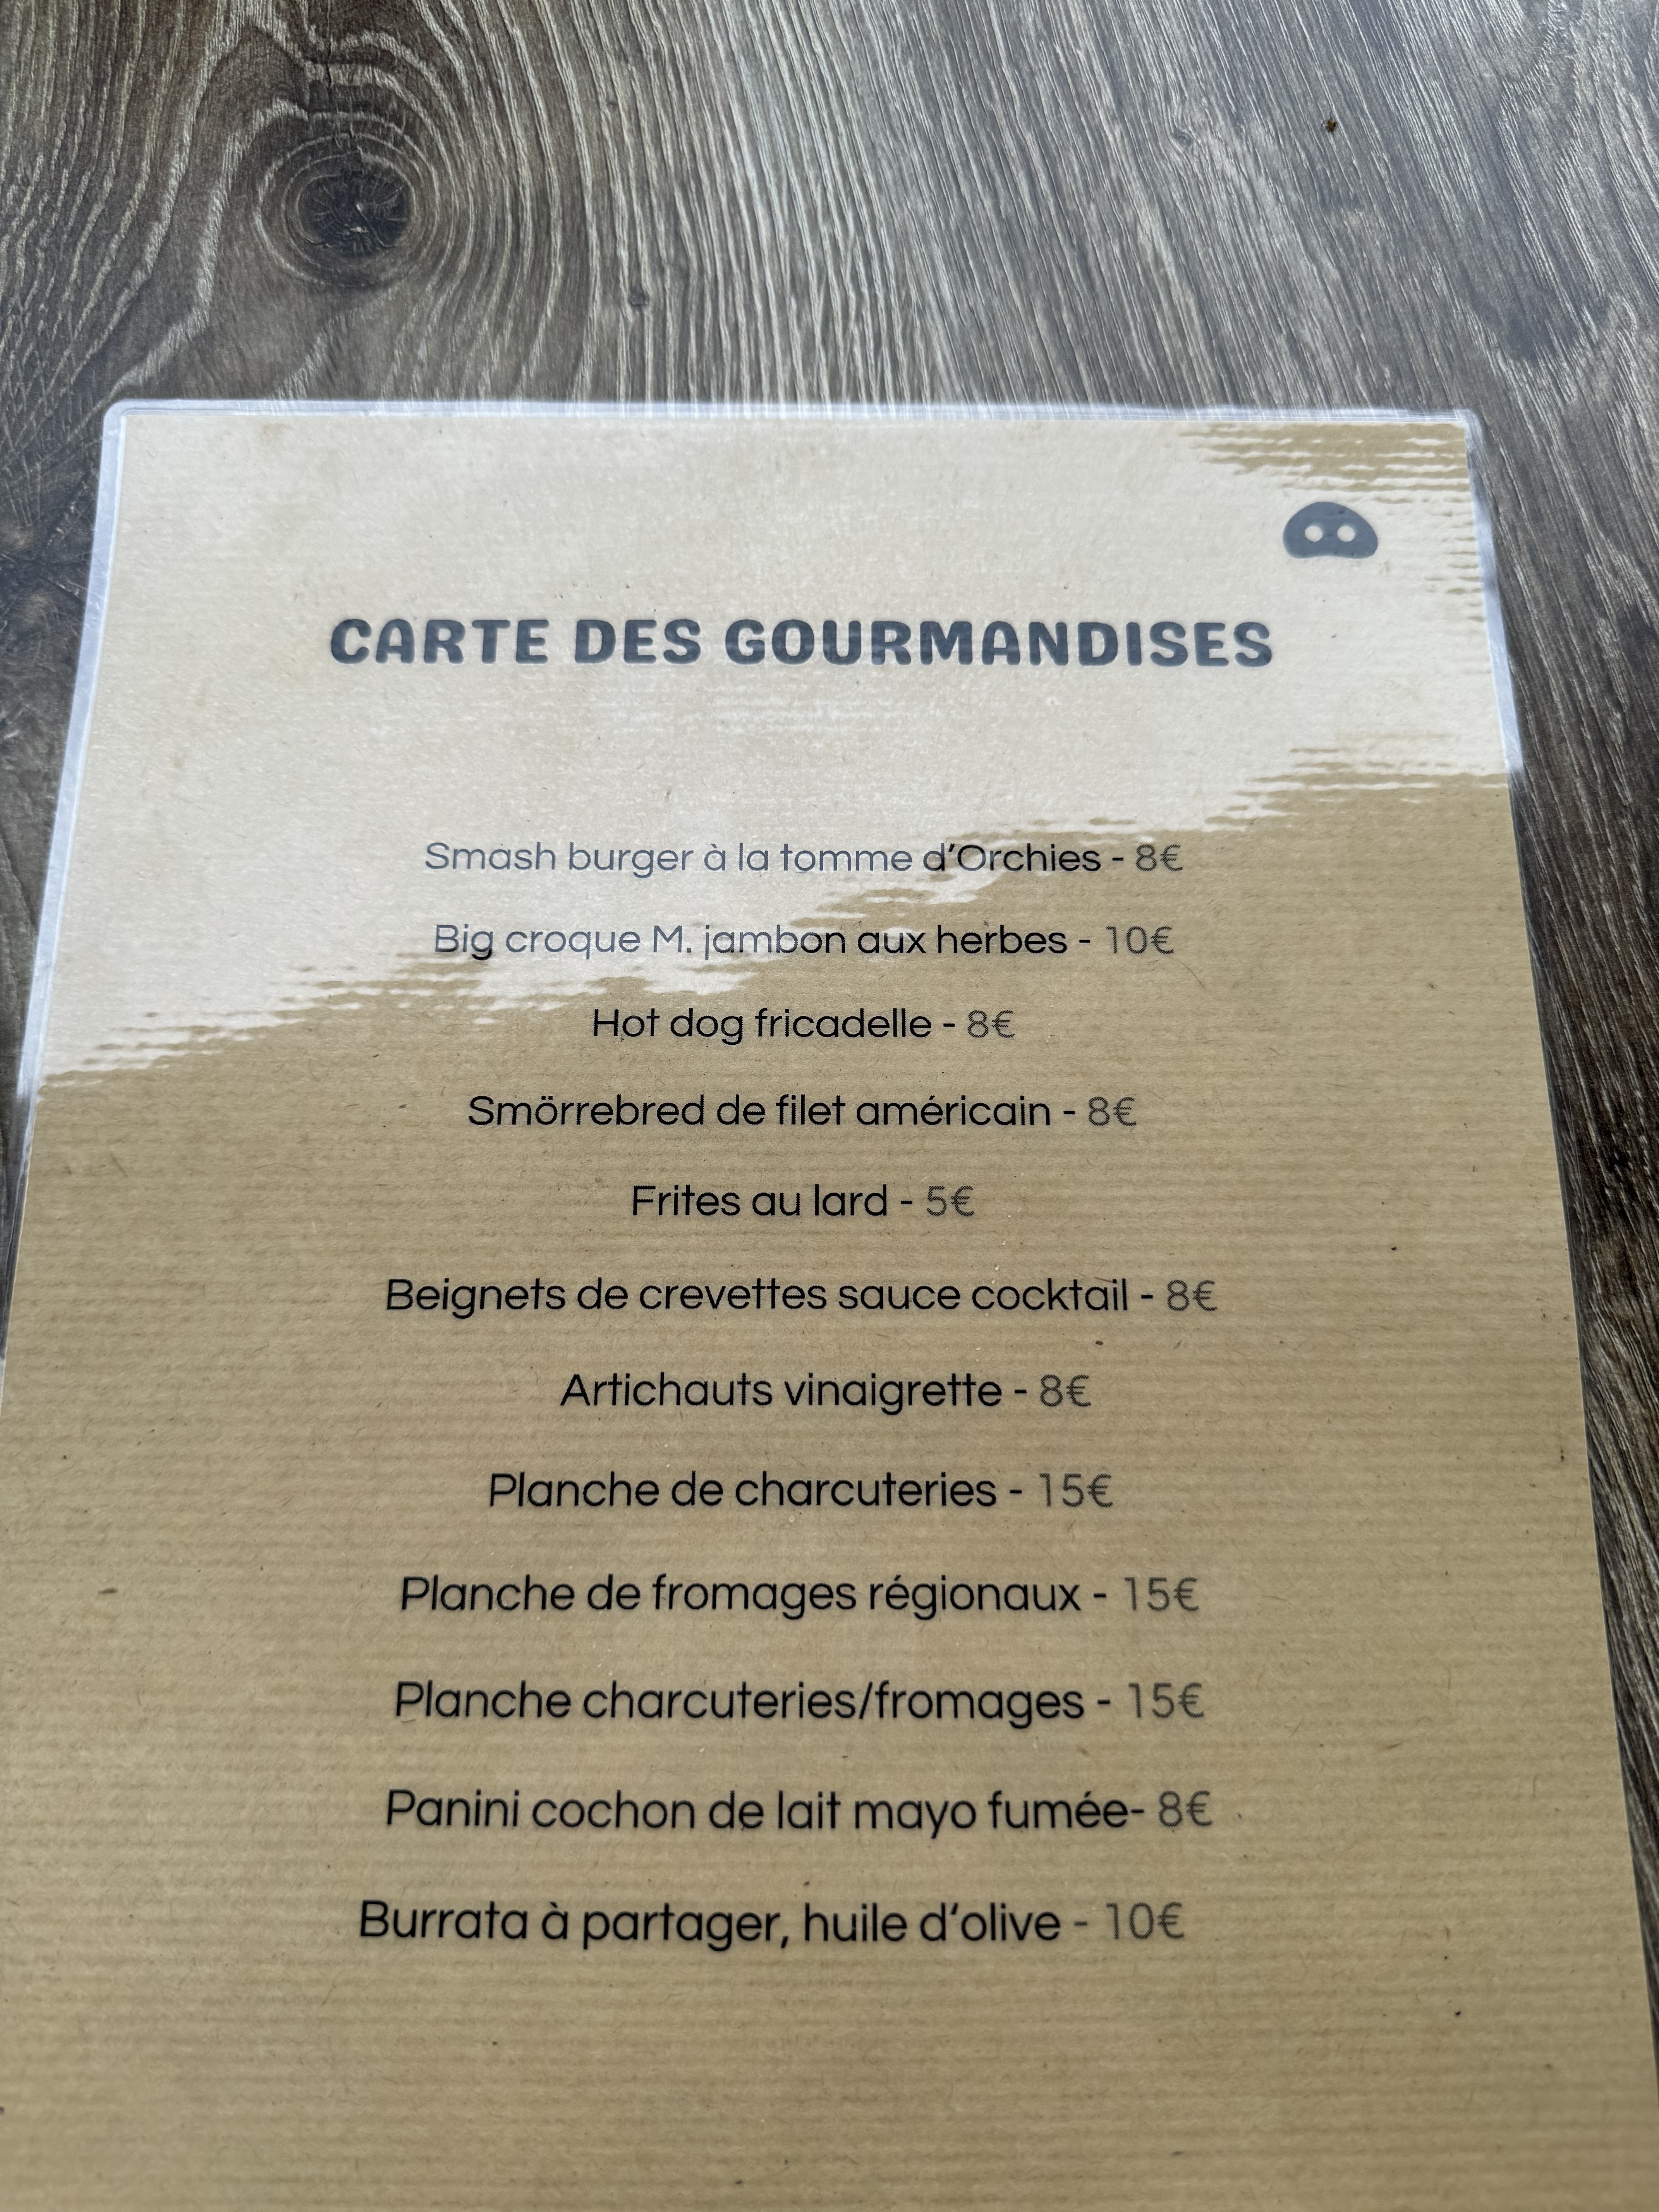 CARTE DES GOURMANDISES
Smash burger à la tomme d'Orchies - 8€
Big croque M. jambon aux herbes - 10€
Hot dog fricadelle - 8€
Smörrebred de filet américain - 8€
Frites au lard - 5€
Beignets de crevettes sauce cocktail - 8€
Artichauts vinaigrette - 8€
Planche de charcuteries - 15€
Planche de fromages régionaux - 15€
Planche charcuteries/fromages - 15€
Panini cochon de lait mayo fumée- 8€
Burrata à partager, huile d'olive - 10€